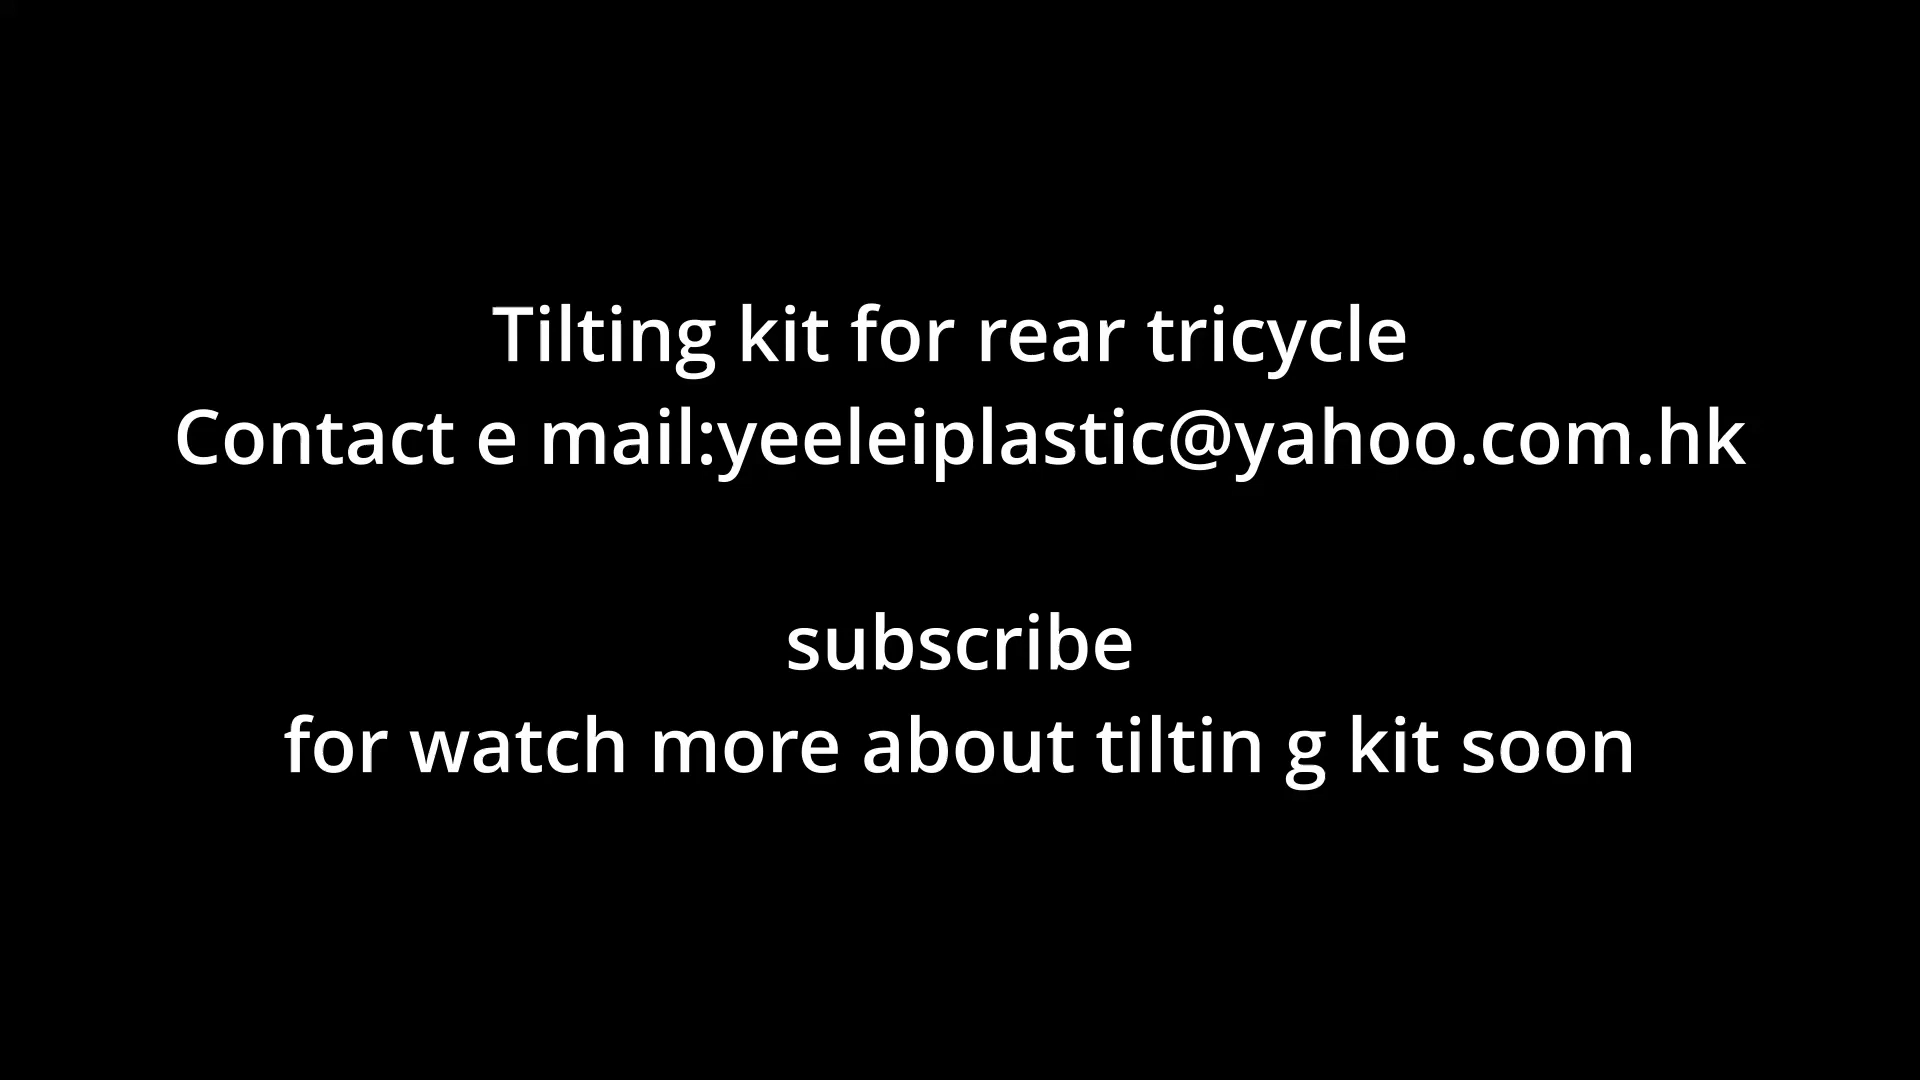 Tilting kit for rear tricycle
Contact e mail:yeeleiplastic@yahoo.com.hk
subscribe
for watch more about tiltin g kit soon